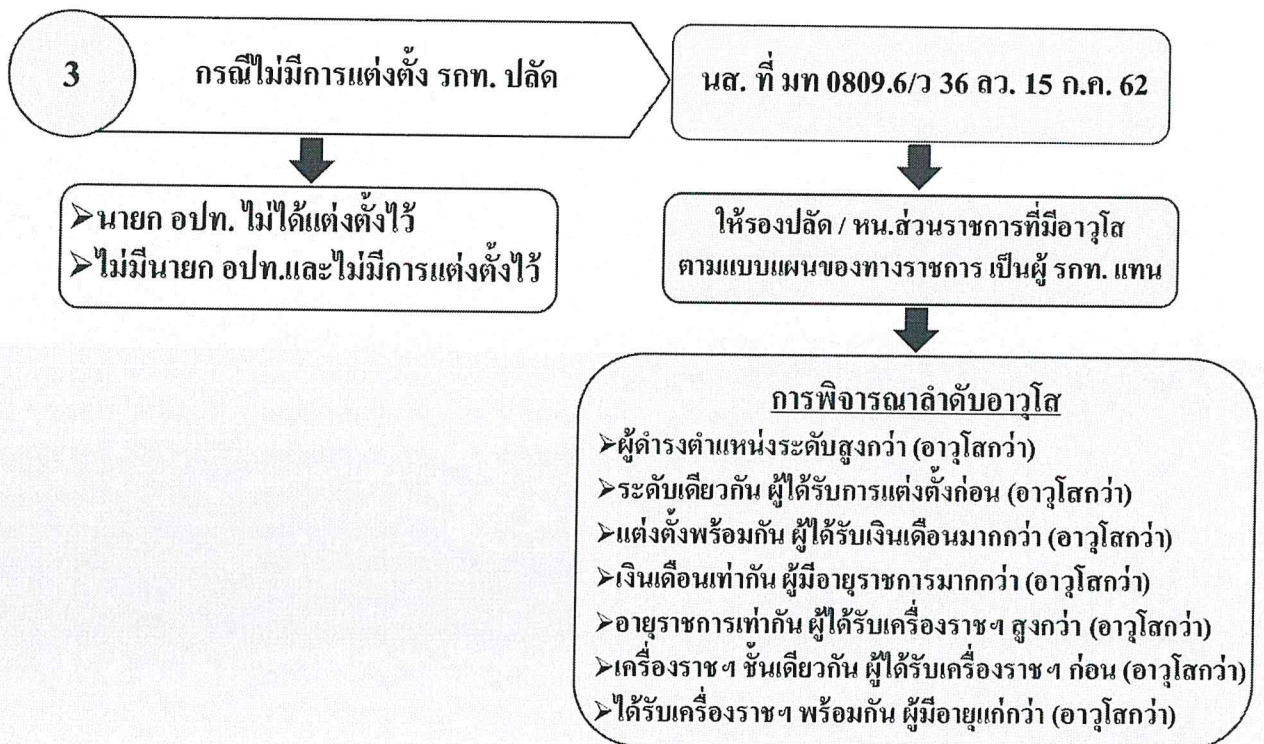 3
กรณีไม่มีการแต่งตั้ง รกท. ปลัด
นส. ที่ มท 0809.6/ว 36 ลว. 15 ก.ค. 62
➢นายก อปท. ไม่ได้แต่งตั้งไว้
➢ไม่มีนายก อปท.และไม่มีการแต่งตั้งไว้
ให้รองปลัด / หน.ส่วนราชการที่มีอาวุโส
ตามแบบแผนของทางราชการ เป็นผู้ รกท. แทน
การพิจารณาลำดับอาวุโส
➢ผู้ดำรงตำแหน่งระดับสูงกว่า (อาวุโสกว่า)
➢ระดับเดียวกัน ผู้ได้รับการแต่งตั้งก่อน (อาวุโสกว่า)
➢แต่งตั้งพร้อมกัน ผู้ได้รับเงินเดือนมากกว่า (อาวุโสกว่า)
➢เงินเดือนเท่ากัน ผู้มีอายุราชการมากกว่า (อาวุโสกว่า)
➢อายุราชการเท่ากัน ผู้ได้รับเครื่องราชฯ สูงกว่า (อาวุโสกว่า)
➢เครื่องราชฯ ชั้นเดียวกัน ผู้ได้รับเครื่องราชฯ ก่อน (อาวุโสกว่า)
➢ได้รับเครื่องราชฯ พร้อมกัน ผู้มีอายุแก่กว่า (อาวุโสกว่า)